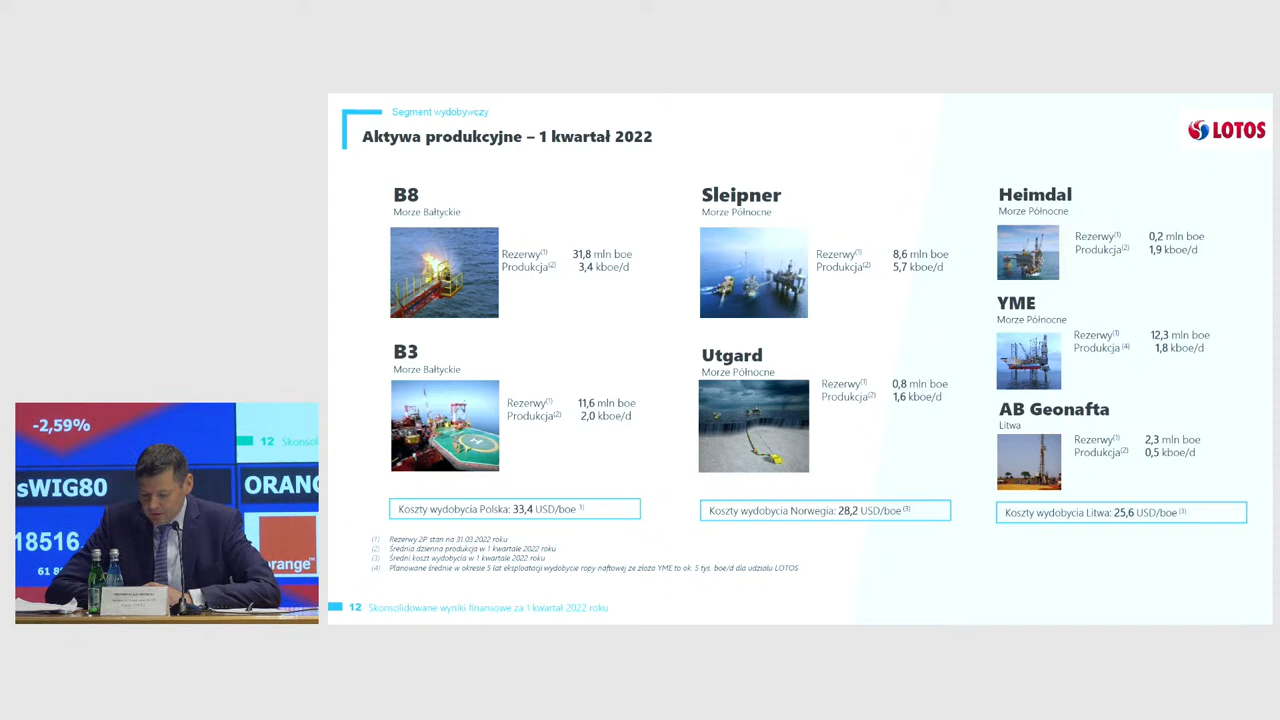 Segment wydobywczy
Aktywa produkcyjne – 1 kwartał 2022
LOTOS
B8
Morze Bałtyckie
Rezerwy(1) 31,8 mln boe
Produkcja(2) 3,4 kboe/d
B3
Morze Bałtyckie
Rezerwy(1) 11,6 mln boe
Produkcja(2) 2,0 kboe/d
Koszty wydobycia Polska: 33,4 USD/boe 3)
Sleipner
Morze Północne
Rezerwy(1) 8,6 mln boe
Produkcja(2) 5,7 kboe/d
Utgard
Morze Północne
Rezerwy(1) 0,8 mln boe
Produkcja(2) 1,6 kboe/d
Koszty wydobycia Norwegia: 28,2 USD/boe (3)
Heimdal
Morze Północne
Rezerwy(1) 0,2 mln boe
Produkcja(2) 1,9 kboe/d
YME
Morze Północne
Rezerwy(1) 12,3 mln boe
Produkcja (4) 1,8 kboe/d
AB Geonafta
Litwa
Rezerwy(1) 2,3 mln boe
Produkcja(2) 0,5 kboe/d
Koszty wydobycia Litwa: 25,6 USD/boe (3)
(1) Rezerwy 2P stan na 31.03.2022 roku
(2) Średnia dzienna produkcja w 1 kwartale 2022 roku
(3) Średni koszt wydobycia w 1 kwartale 2022 roku
(4) Planowane średnie w okresie 5 lat eksploatacji wydobycie ropy naftowej ze złoża YME to ok. 5 tys. boe/d dla udziału LOTOS
12 Skonsolidowane wyniki finansowe za 1 kwartał 2022 roku
-2,59%
12 Skonsol
sWIG80
ORANG
18516
61 8
orange™